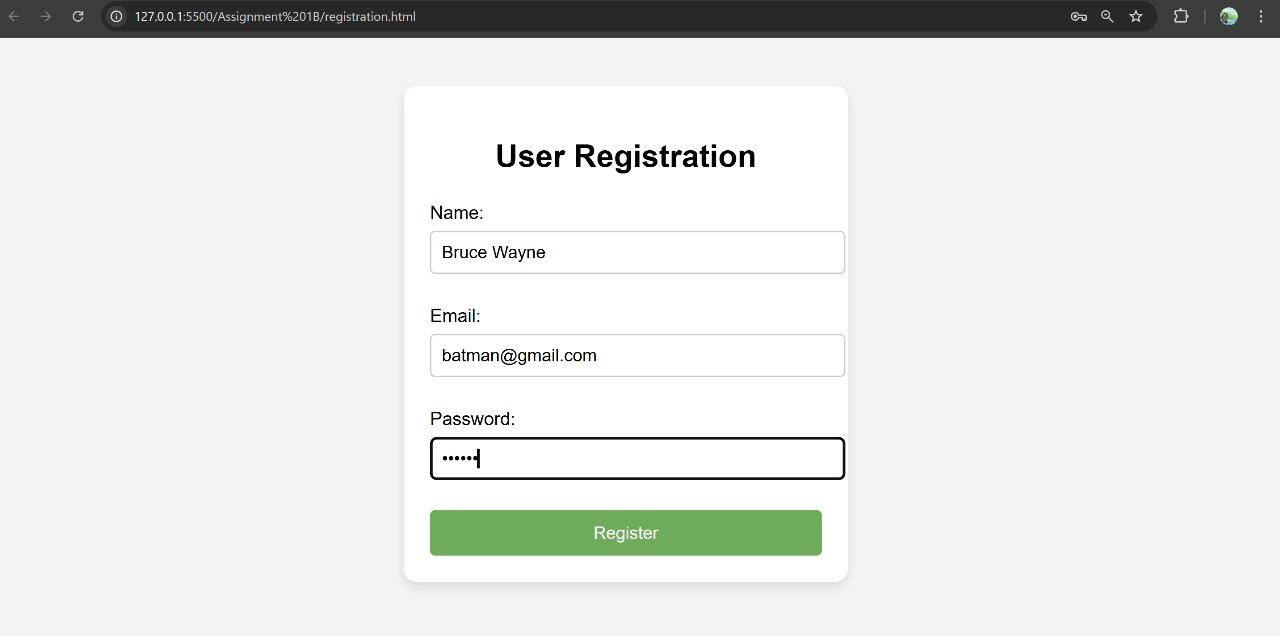 127.0.0.1:5500/Assignment%201B/registration.html
User Registration
Name:
Bruce Wayne
Email:
batman@gmail.com
Password:
••••••
Register